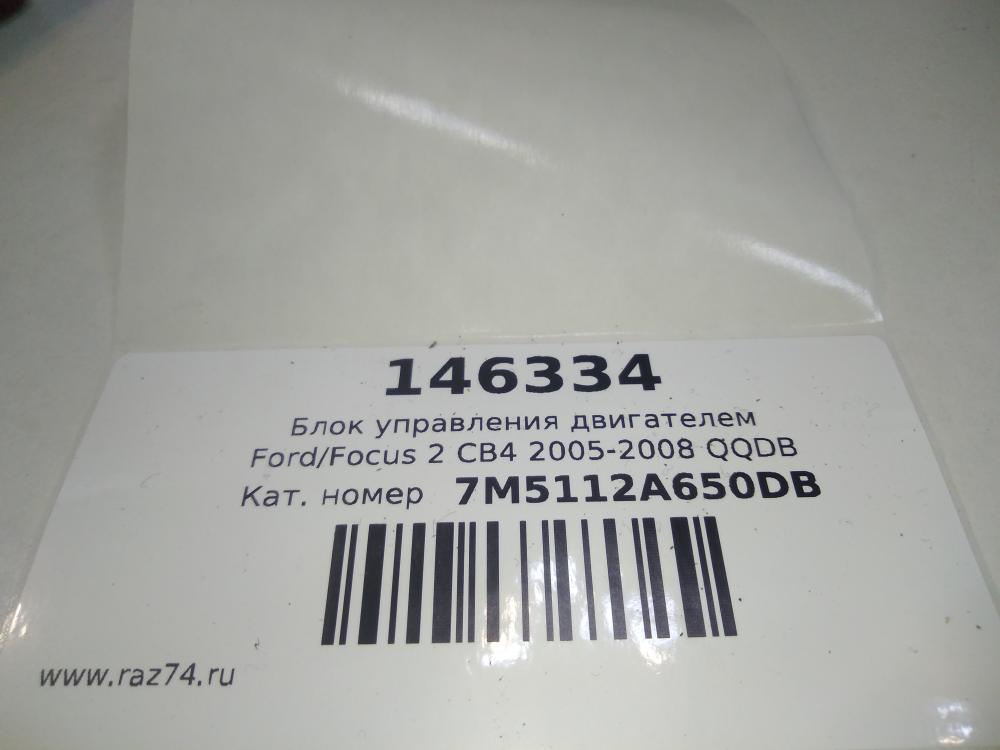 146334
Блок управления двигателем
Ford/Focus 2 CB4 2005-2008 QQDB
Кат. номер 7M5112A650DB
www.raz74.ru